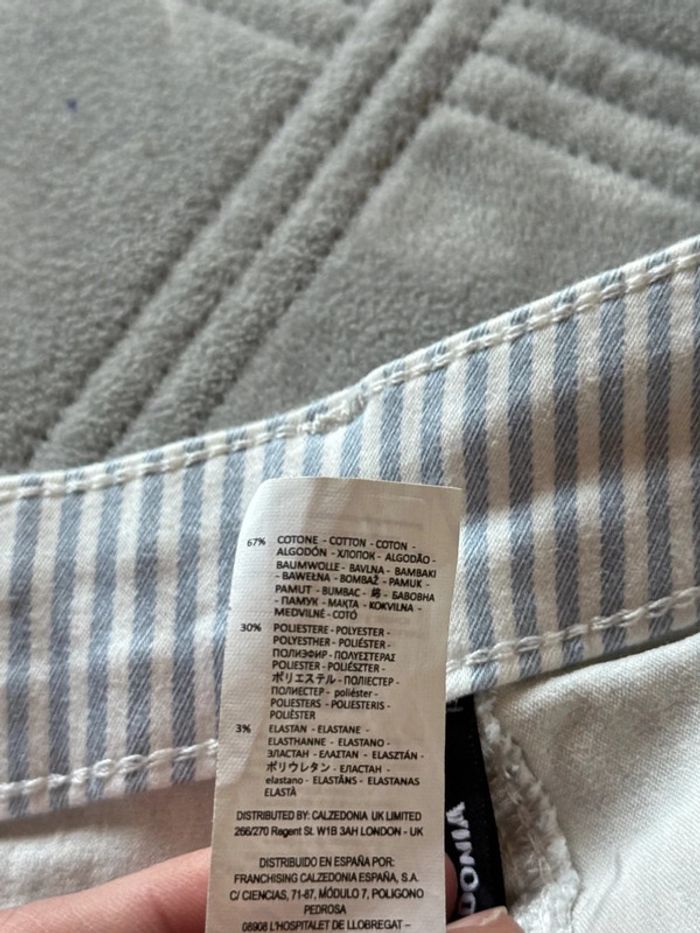 67% COTONE - COTTON - COTON -
ALGODÓN - ХЛОПОК - ALGODÃO -
BAUMWOLLE - BAVLNA - BAMBAKI
- BAWEŁNA - BOMBAŽ - PAMUK -
PAMUT - BUMBAC - 綿 - БАВОВНА
- ПАМУК - МАҚТА - KOKVILNA -
MEDVILNĖ - COTÓ
30% POLIESTERE - POLYESTER -
POLYESTHER - POLIÉSTER -
ПОЛИЭФИР - ΠΟΛΥΕΣΤΕΡΑΣ
POLIESTER - POLIÉSZTER -
ポリエステル - ПОЛІЕСТЕР -
ПОЛИЕСТЕР - poliéster -
POLIESTERS - POLIESTERIS -
POLIÈSTER
3% ELASTAN - ELASTANE -
ELASTHANNE - ELASTANO -
ЭЛАСТАН - ΕΛΑΣΤΑΝ - ELASZTÁN -
ポリウレタン - ЕЛАСТАН -
elastano - ELASTĀNS - ELASTANAS
ELASTÀ
DISTRIBUTED BY: CALZEDONIA UK LIMITED
266/270 Regent St. W1B 3AH LONDON - UK
DISTRIBUIDO EN ESPAÑA POR:
FRANCHISING CALZEDONIA ESPAÑA, S.A.
C/ CIENCIAS, 71-87, MÓDULO 7, POLIGONO
PEDROSA
08908 L'HOSPITALET DE LLOBREGAT –